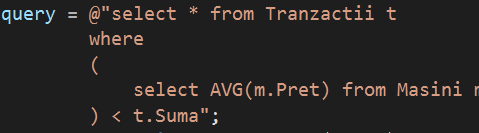 query = @"select * from Tranzactii t
where
(
select AVG(m.Pret) from Masini
) < t.Suma";